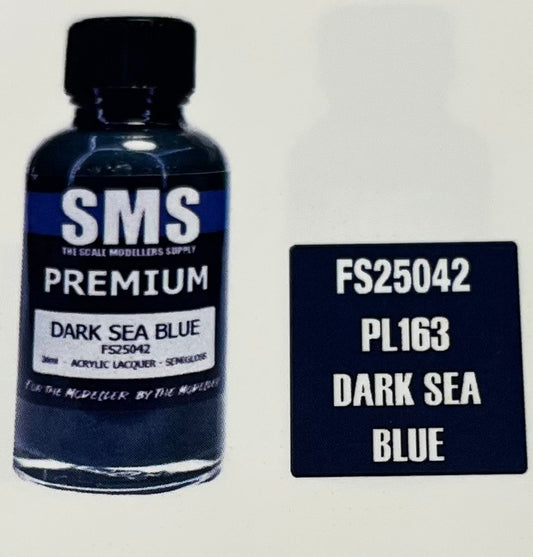 SMS
THE SCALE MODELLERS SUPPLY
PREMIUM
DARK SEA BLUE
FS25042
30ml - ACRYLIC LACQUER - SEMIGLOSS
FOR THE MODELLER BY THE MODELLER
FS25042
PL163
DARK SEA
BLUE